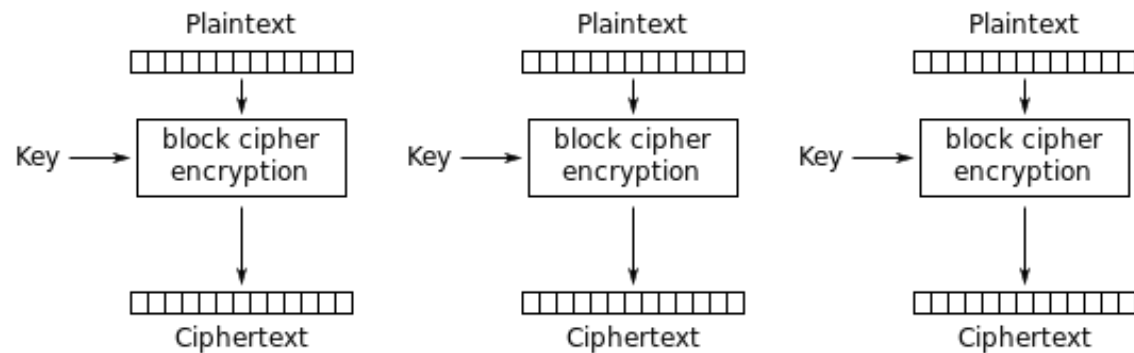 Plaintext
Plaintext
Plaintext
Key
block cipher
encryption
Key
block cipher
encryption
Key
block cipher
encryption
Ciphertext
Ciphertext
Ciphertext